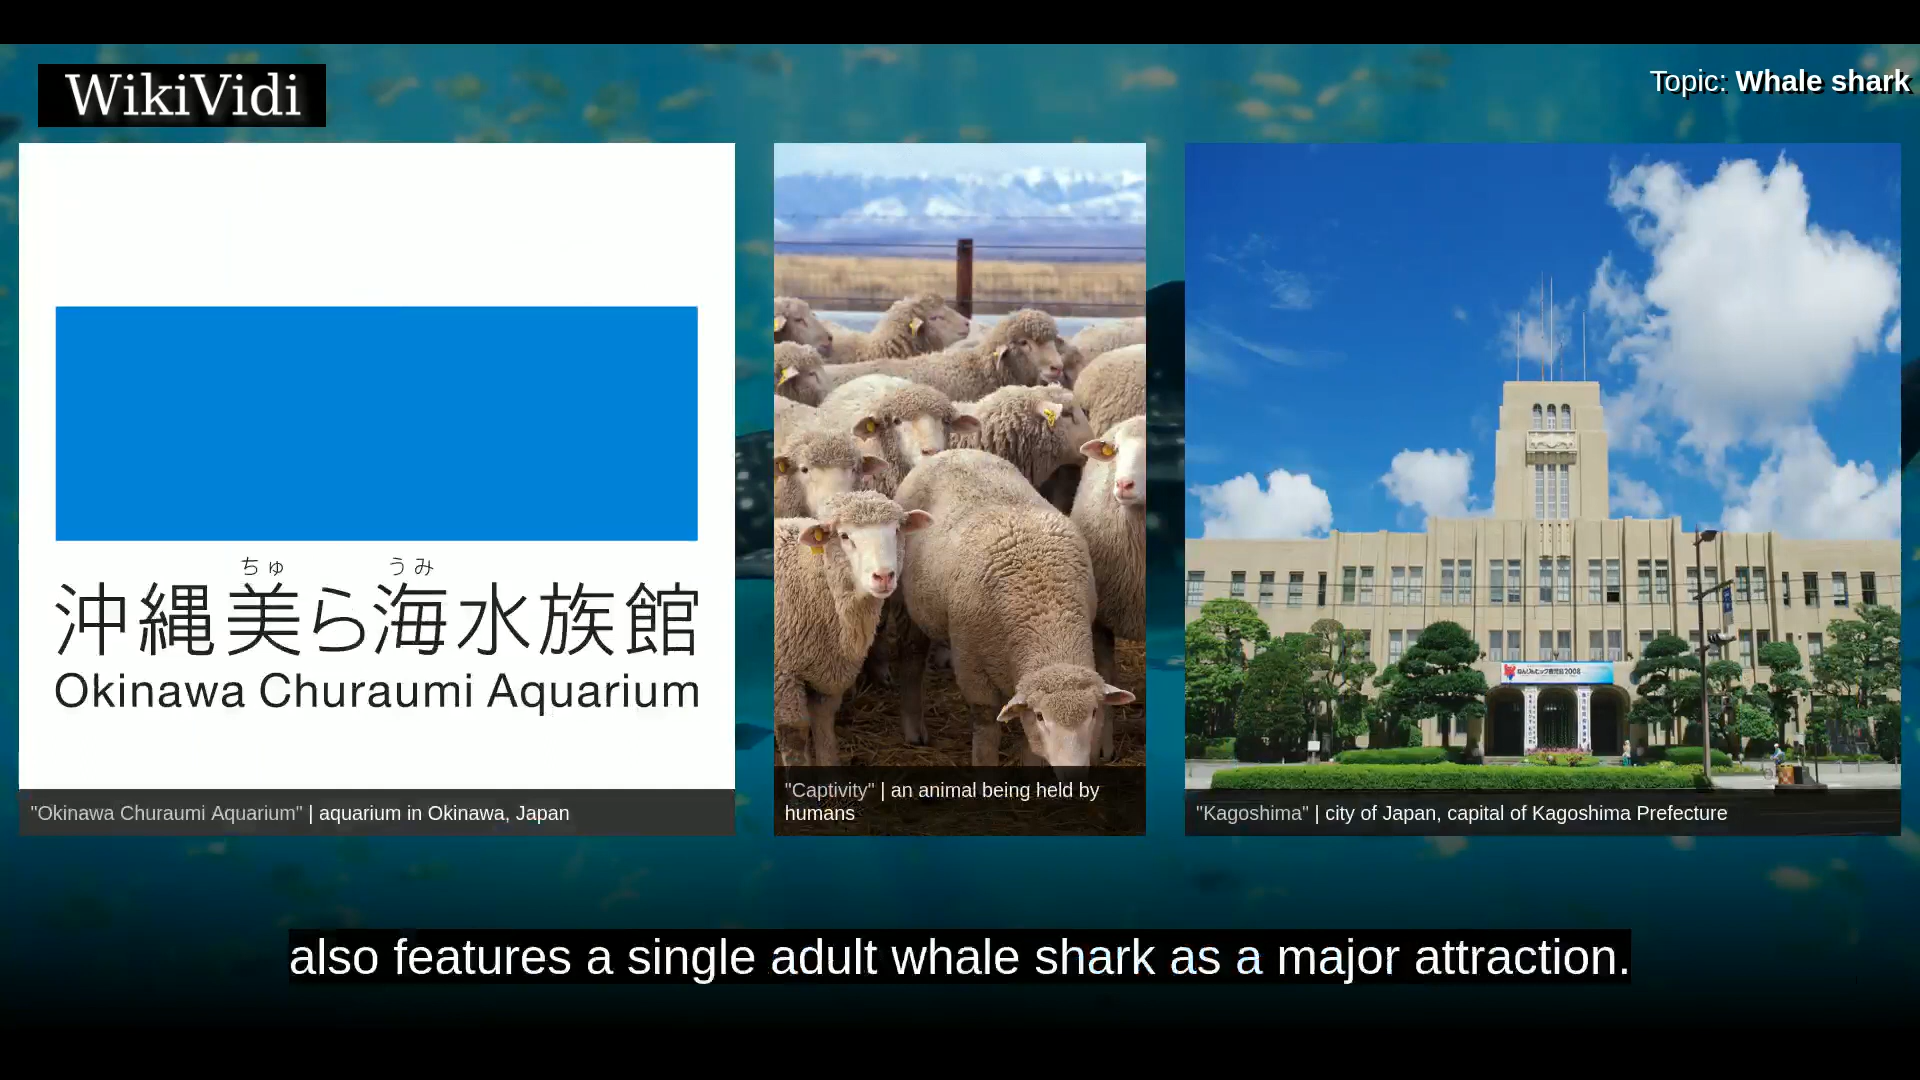 WikiVidi
Topic: Whale shark
ちゅ うみ
沖縄美ら海水族館
Okinawa Churaumi Aquarium
"Okinawa Churaumi Aquarium" | aquarium in Okinawa, Japan
"Captivity" | an animal being held by
humans
"Kagoshima" | city of Japan, capital of Kagoshima Prefecture
also features a single adult whale shark as a major attraction.